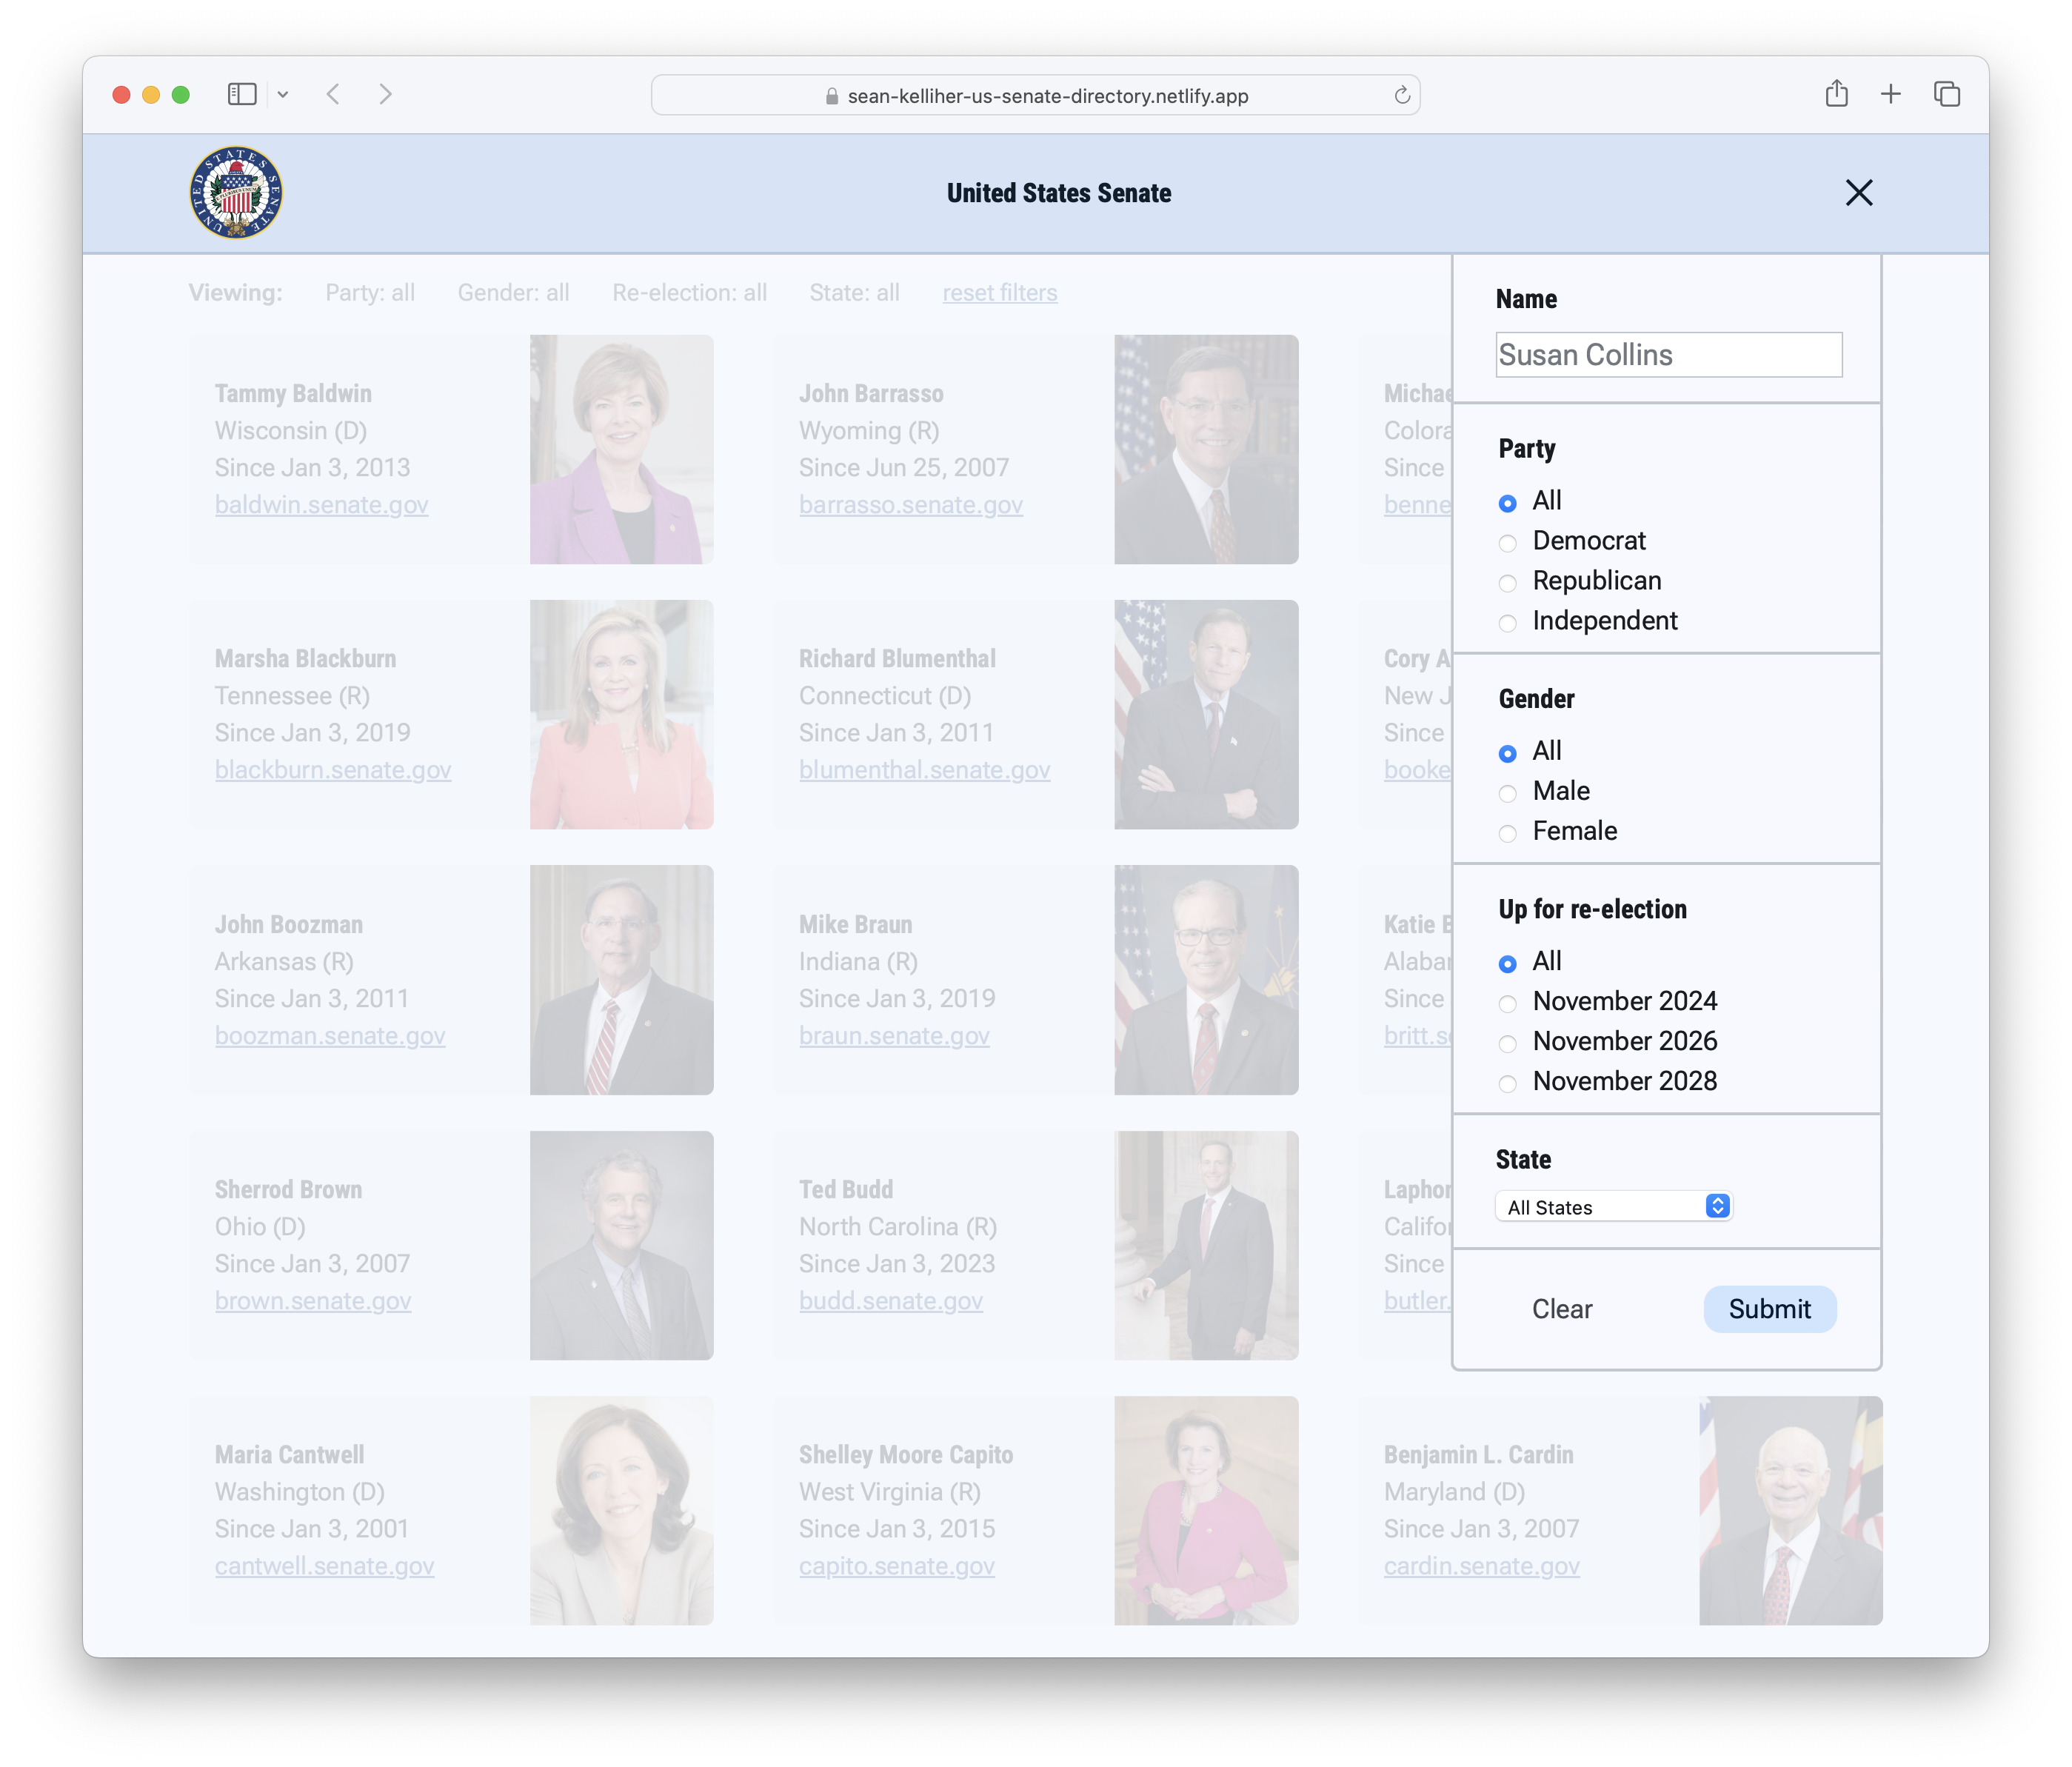 sean-kelliher-us-senate-directory.netlify.app
UNITED STATES SENATE
United States Senate
Viewing: Party: all Gender: all Re-election: all State: all reset filters
Tammy Baldwin
Wisconsin (D)
Since Jan 3, 2013
baldwin.senate.gov
John Barrasso
Wyoming (R)
Since Jun 25, 2007
barrasso.senate.gov
Michae
Colora
Since
benne
Marsha Blackburn
Tennessee (R)
Since Jan 3, 2019
blackburn.senate.gov
Richard Blumenthal
Connecticut (D)
Since Jan 3, 2011
blumenthal.senate.gov
Cory A
New J
Since
booke
John Boozman
Arkansas (R)
Since Jan 3, 2011
boozman.senate.gov
Mike Braun
Indiana (R)
Since Jan 3, 2019
braun.senate.gov
Katie B
Alabar
Since
britt.s
Sherrod Brown
Ohio (D)
Since Jan 3, 2007
brown.senate.gov
Ted Budd
North Carolina (R)
Since Jan 3, 2023
budd.senate.gov
Laphor
Califor
Since
butler.
Maria Cantwell
Washington (D)
Since Jan 3, 2001
cantwell.senate.gov
Shelley Moore Capito
West Virginia (R)
Since Jan 3, 2015
capito.senate.gov
Benjamin L. Cardin
Maryland (D)
Since Jan 3, 2007
cardin.senate.gov
Name
Susan Collins
Party
All
Democrat
Republican
Independent
Gender
All
Male
Female
Up for re-election
All
November 2024
November 2026
November 2028
State
All States
Clear Submit